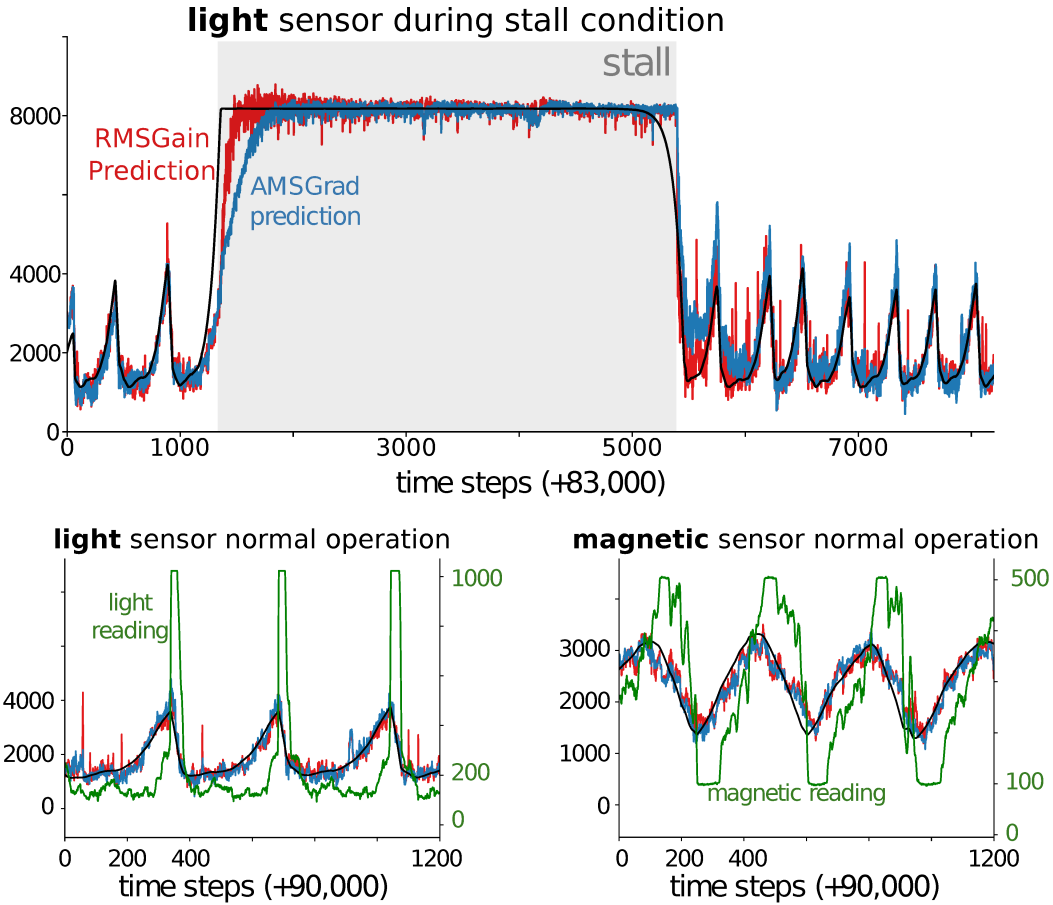 light sensor during stall condition
stall
8000
RMSGain
Prediction
AMSGrad
prediction
4000
2000
0
0 1000 3000 5000 7000
time steps (+83,000)
light sensor normal operation
1000
light
reading
4000
2000
200
0
0
0 200 400 1200
time steps (+90,000)
magnetic sensor normal operation
500
3000
2000
1000
100
magnetic reading
0
0
0 200 400 1200
time steps (+90,000)